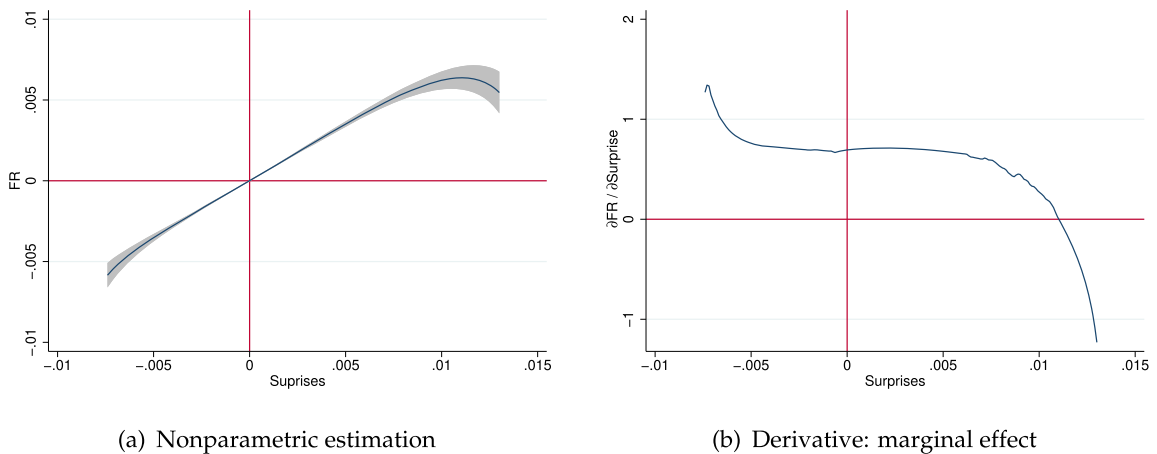 .01
.005
0
−.005
−.01
FR
−.01 −.005 0 .005 .01 .015
Suprises
(a) Nonparametric estimation
2
1
0
−1
∂FR / ∂Surprise
−.01 −.005 0 .005 .01 .015
Surprises
(b) Derivative: marginal effect